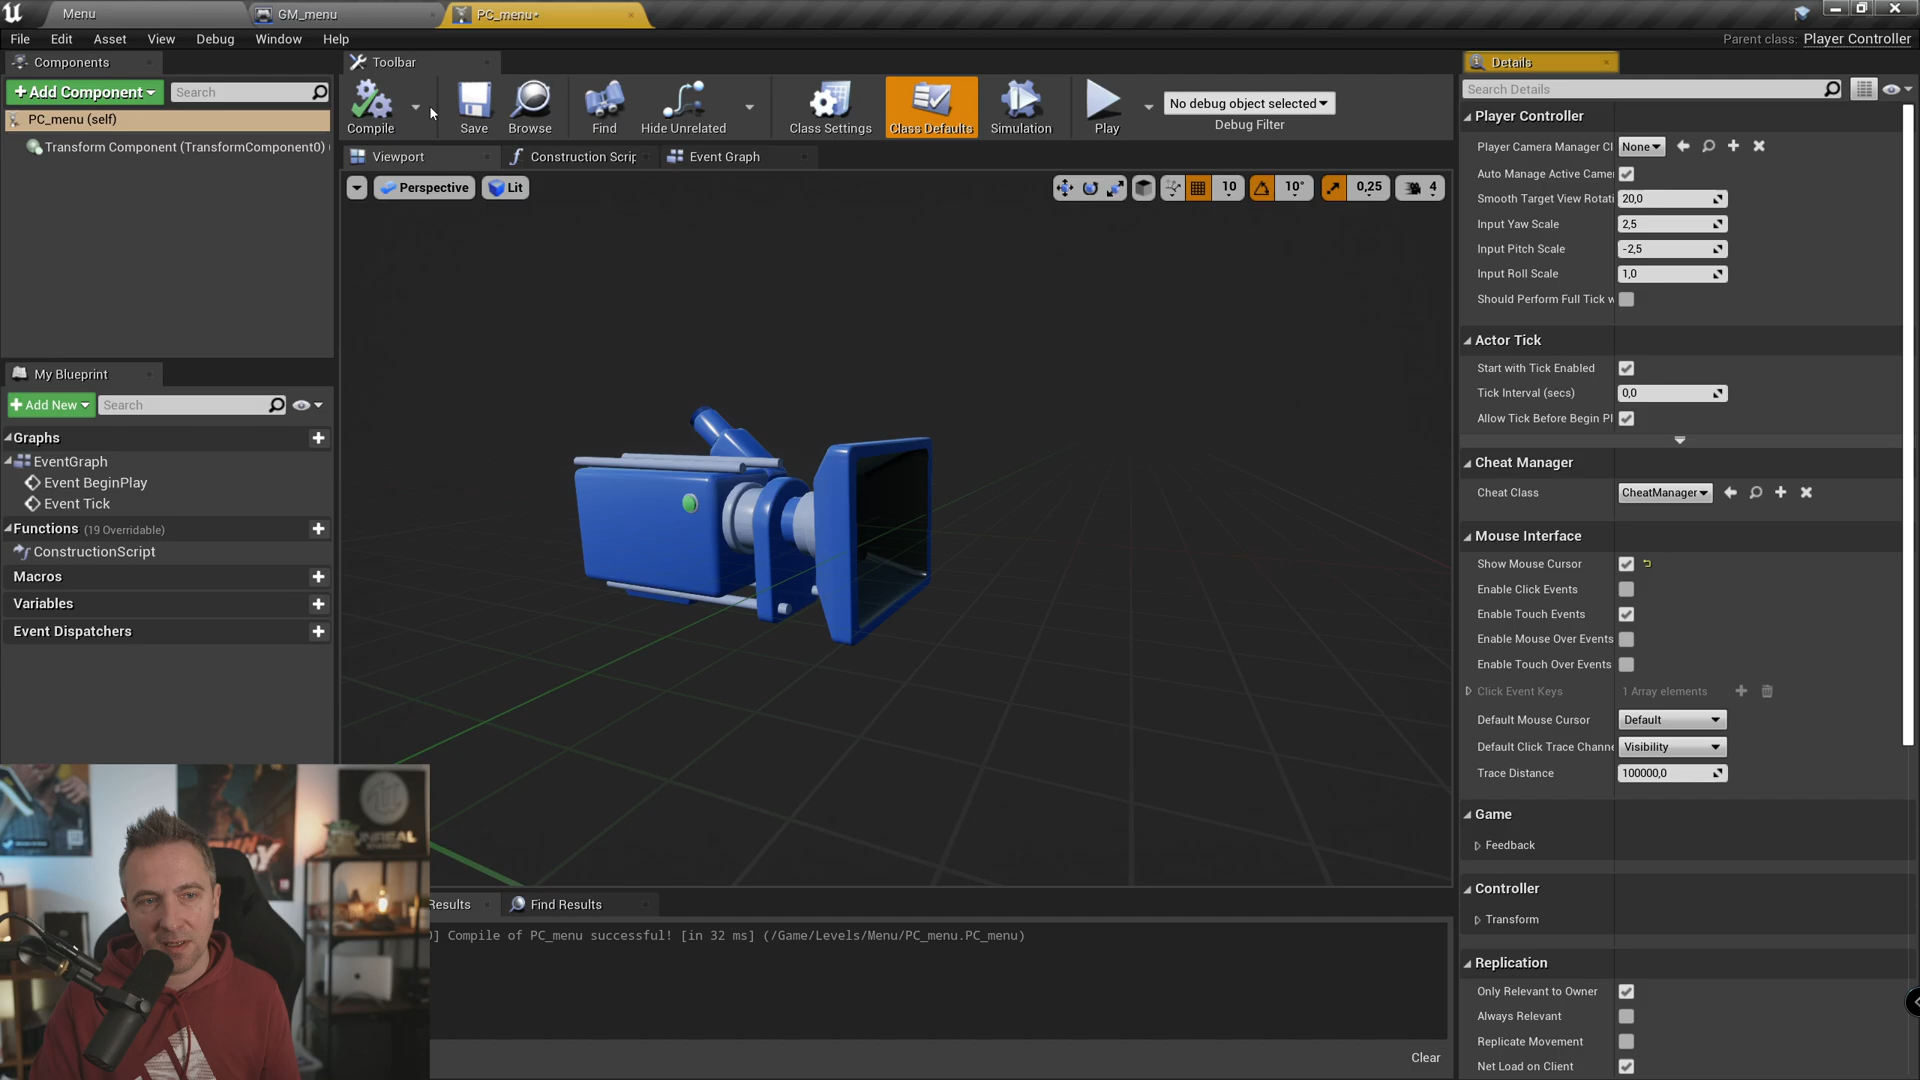 Menu
GM_menu
PC_menu*
File Edit Asset View Debug Window Help
Parent class: Player Controller
Components
+Add Component
Search
PC_menu (self)
Transform Component (TransformComponent0)
My Blueprint
+Add New
Search
Graphs
EventGraph
Event BeginPlay
Event Tick
Functions (19 Overridable)
ConstructionScript
Macros
Variables
Event Dispatchers
Toolbar
Compile
Save
Browse
Find
Hide Unrelated
Class Settings
Class Defaults
Simulation
Play
No debug object selected
Debug Filter
Viewport
Construction Scrip
Event Graph
Perspective
Lit
10
10°
0,25
4
Results
Find Results
] Compile of PC_menu successful! [in 32 ms] (/Game/Levels/Menu/PC_menu.PC_menu)
Clear
Details
Search Details
Player Controller
Player Camera Manager Cl None
Auto Manage Active Camer
Smooth Target View Rotati 20,0
Input Yaw Scale 2,5
Input Pitch Scale -2,5
Input Roll Scale 1,0
Should Perform Full Tick w
Actor Tick
Start with Tick Enabled
Tick Interval (secs) 0,0
Allow Tick Before Begin Pl
Cheat Manager
Cheat Class CheatManager
Mouse Interface
Show Mouse Cursor
Enable Click Events
Enable Touch Events
Enable Mouse Over Events
Enable Touch Over Events
Click Event Keys 1 Array elements
Default Mouse Cursor Default
Default Click Trace Channe Visibility
Trace Distance 100000,0
Game
Feedback
Controller
Transform
Replication
Only Relevant to Owner
Always Relevant
Replicate Movement
Net Load on Client